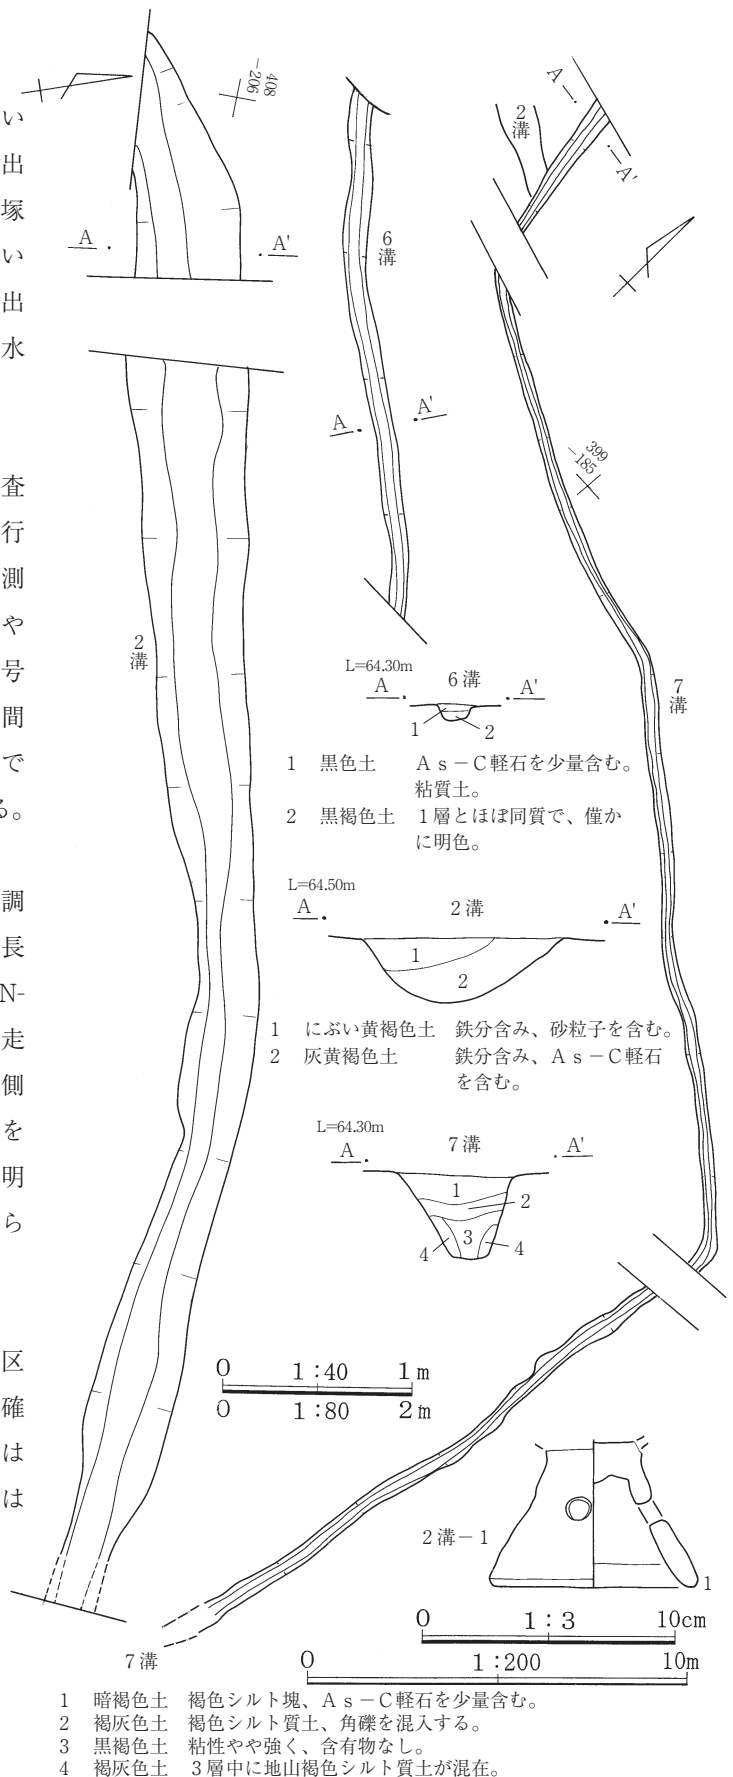 408
-206
A
A'
2溝
6溝
A
A'
A
A'
2溝
399
-185
7溝
い
出
塚
い
出
水
査
行
測
や
号
間
で
る。
調
長
N-
走
側
を
明
ら
区
確
は
は
L=64.30m
6溝
A
A'
1
2
1 黒色土 As-C軽石を少量含む。
粘質土。
2 黒褐色土 1層とほぼ同質で、僅か
に明色。
L=64.50m
2溝
A
A'
1
2
1 にぶい黄褐色土 鉄分含み、砂粒子を含む。
2 灰黄褐色土 鉄分含み、As-C軽石
を含む。
L=64.30m
7溝
A
A'
1
2
3
4
4
0 1:40 1m
0 1:80 2m
2溝-1
1
0 1:3 10cm
0 1:200 10m
7溝
1 暗褐色土 褐色シルト塊、As-C軽石を少量含む。
2 褐灰色土 褐色シルト質土、角礫を混入する。
3 黒褐色土 粘性やや強く、含有物なし。
4 褐灰色土 3層中に地山褐色シルト質土が混在。